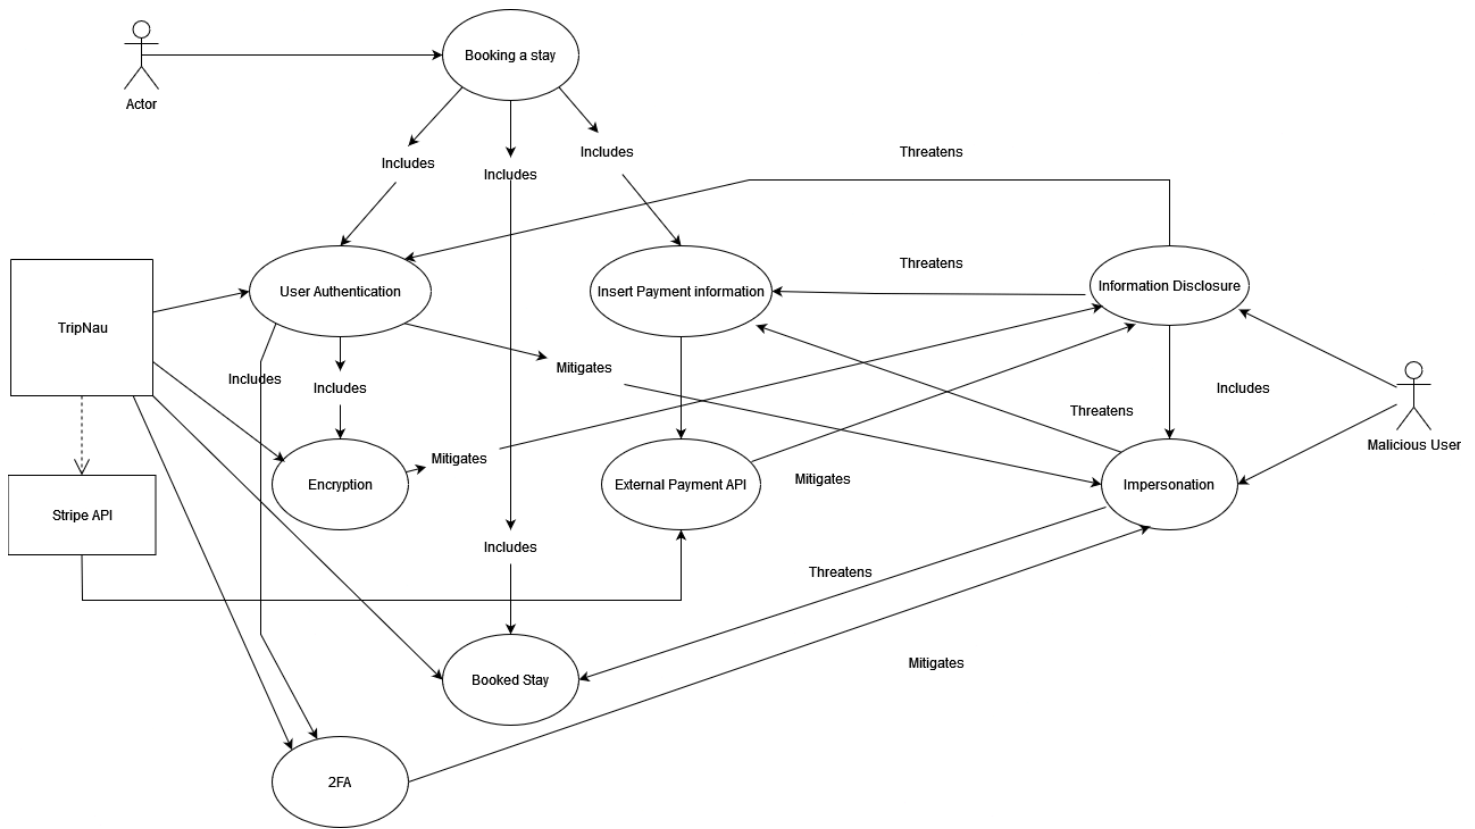 Booking a stay
Actor
Includes
Includes
Includes
Threatens
Threatens
User Authentication
Insert Payment information
Information Disclosure
TripNau
Includes
Includes
Mitigates
Includes
Threatens
Malicious User
Mitigates
Encryption
External Payment API
Mitigates
Impersonation
Stripe API
Includes
Threatens
Mitigates
Booked Stay
2FA